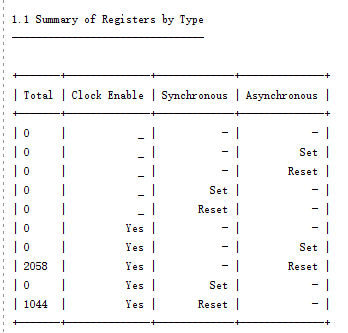 1.1 Summary of Registers by Type
--------------------------------
+-------+--------------+-------------+--------------+
| Total | Clock Enable | Synchronous | Asynchronous |
+-------+--------------+-------------+--------------+
| 0     |            _ |           - |            - |
| 0     |            _ |           - |          Set |
| 0     |            _ |           - |        Reset |
| 0     |            _ |         Set |            - |
| 0     |            _ |       Reset |            - |
| 0     |          Yes |           - |            - |
| 0     |          Yes |           - |          Set |
| 2058  |          Yes |           - |        Reset |
| 0     |          Yes |         Set |            - |
| 1044  |          Yes |       Reset |            - |
+-------+--------------+-------------+--------------+